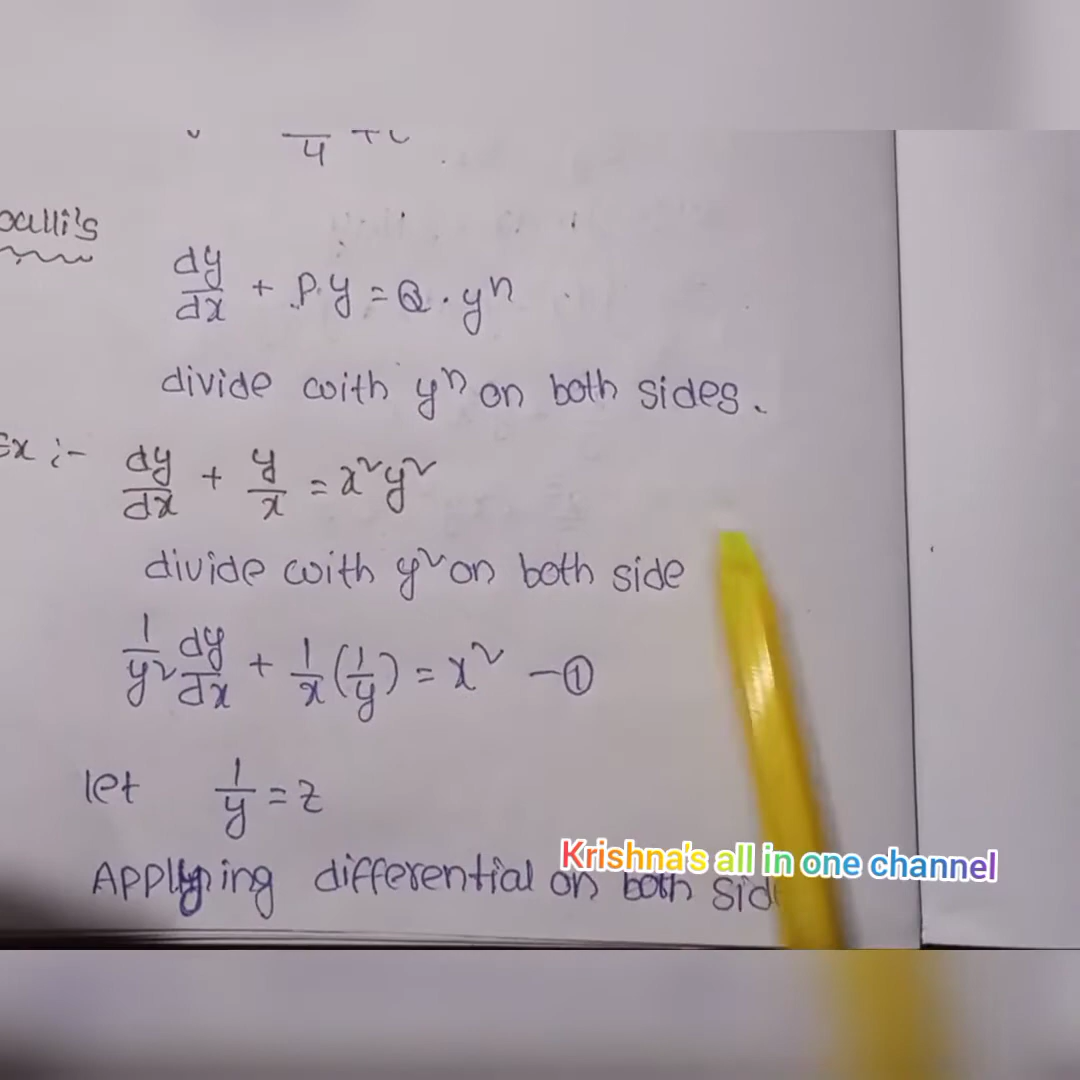 4 + c
oulli's
dy/dx + P.y = Q . yⁿ
divide with yⁿ on both sides.
Ex :- dy/dx + y/x = x²y²
divide with y² on both side
1/y² dy/dx + 1/x (1/y) = x² — ①
let 1/y = z
Applying differential on both sid
Krishna's all in one channel